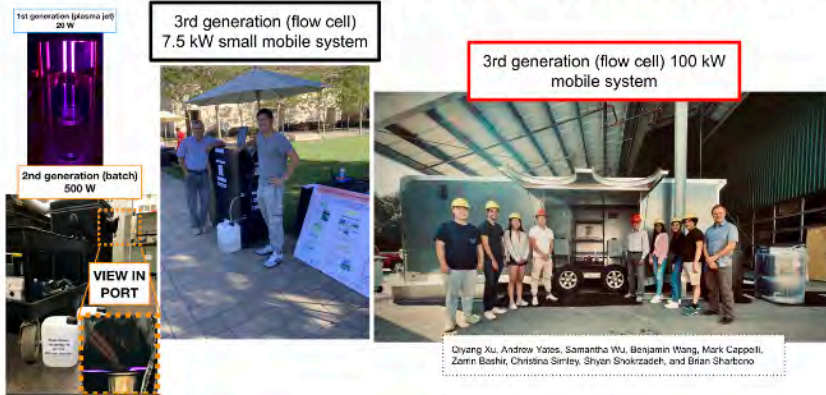 1st generation (plasma jet)
20 W
2nd generation (batch)
500 W
VIEW IN
PORT
3rd generation (flow cell)
7.5 kW small mobile system
3rd generation (flow cell) 100 kW
mobile system
Qiyang Xu, Andrew Yates, Samantha Wu, Benjamin Wang, Mark Cappelli,
Zarrin Bashir, Christina Simley, Shyan Shokrzadeh, and Brian Sharbono